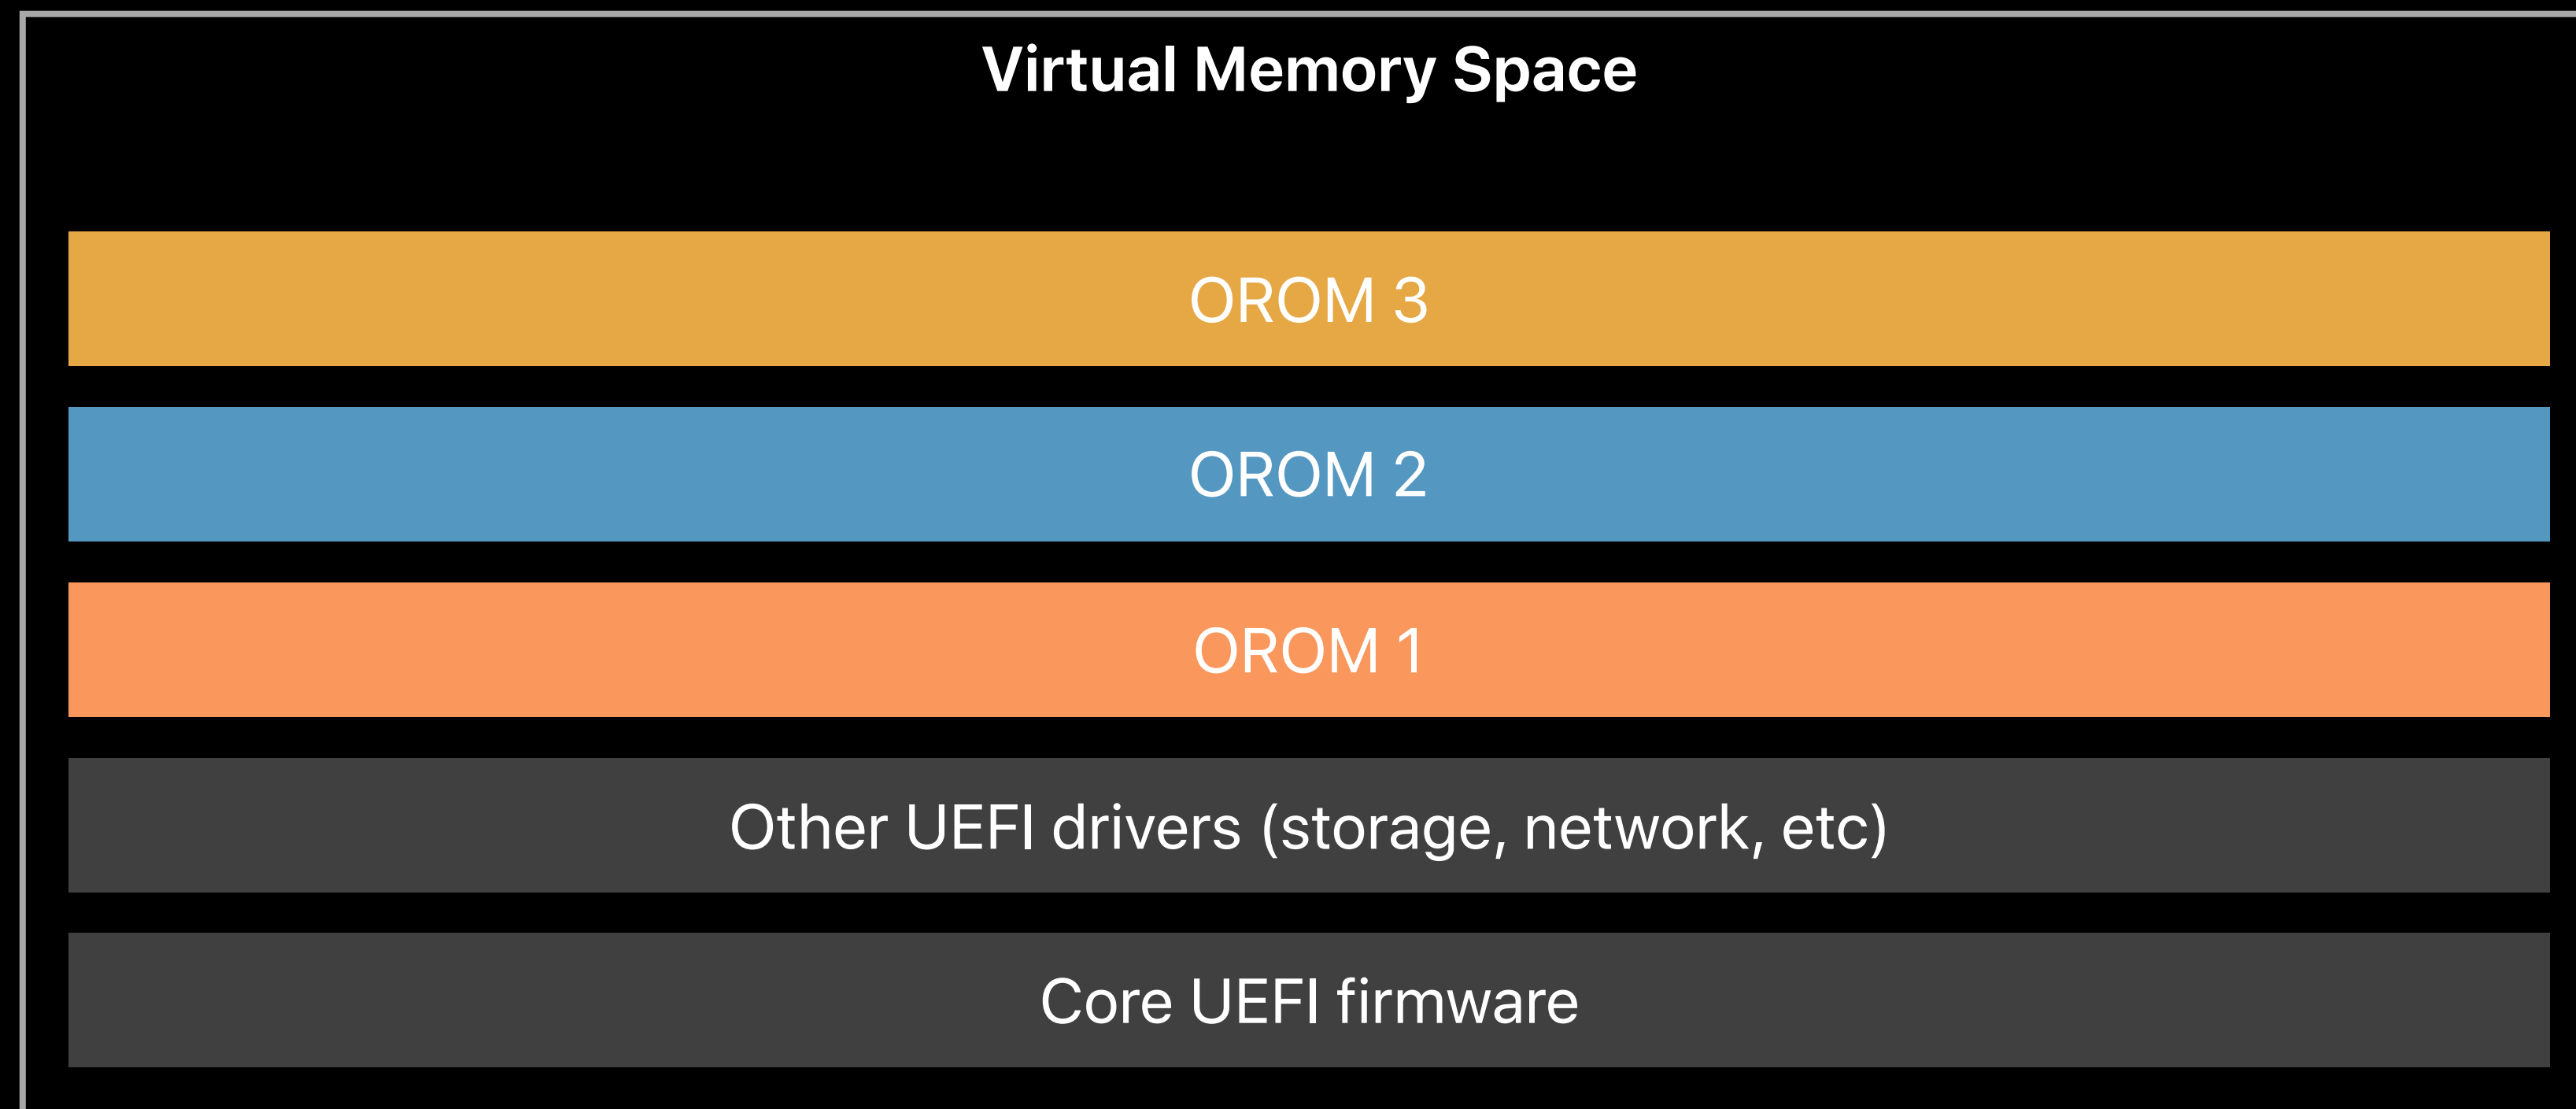 Virtual Memory Space
OROM 3
OROM 2
OROM 1
Other UEFI drivers (storage, network, etc)
Core UEFI firmware